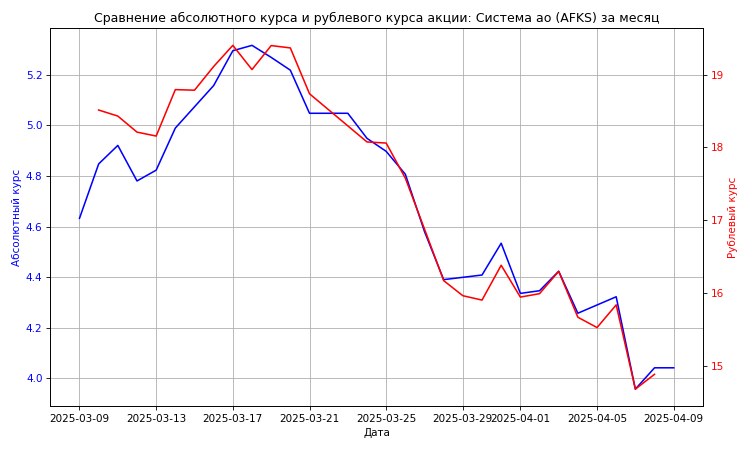 Сравнение абсолютного курса и рублевого курса акции: Система ао (AFKS) за месяц
5.2
5.0
4.8
4.6
4.4
4.2
4.0
Абсолютный курс
19
18
17
16
15
Рублевый курс
2025-03-09 2025-03-13 2025-03-17 2025-03-21 2025-03-25 2025-03-29 2025-04-01 2025-04-05 2025-04-09
Дата